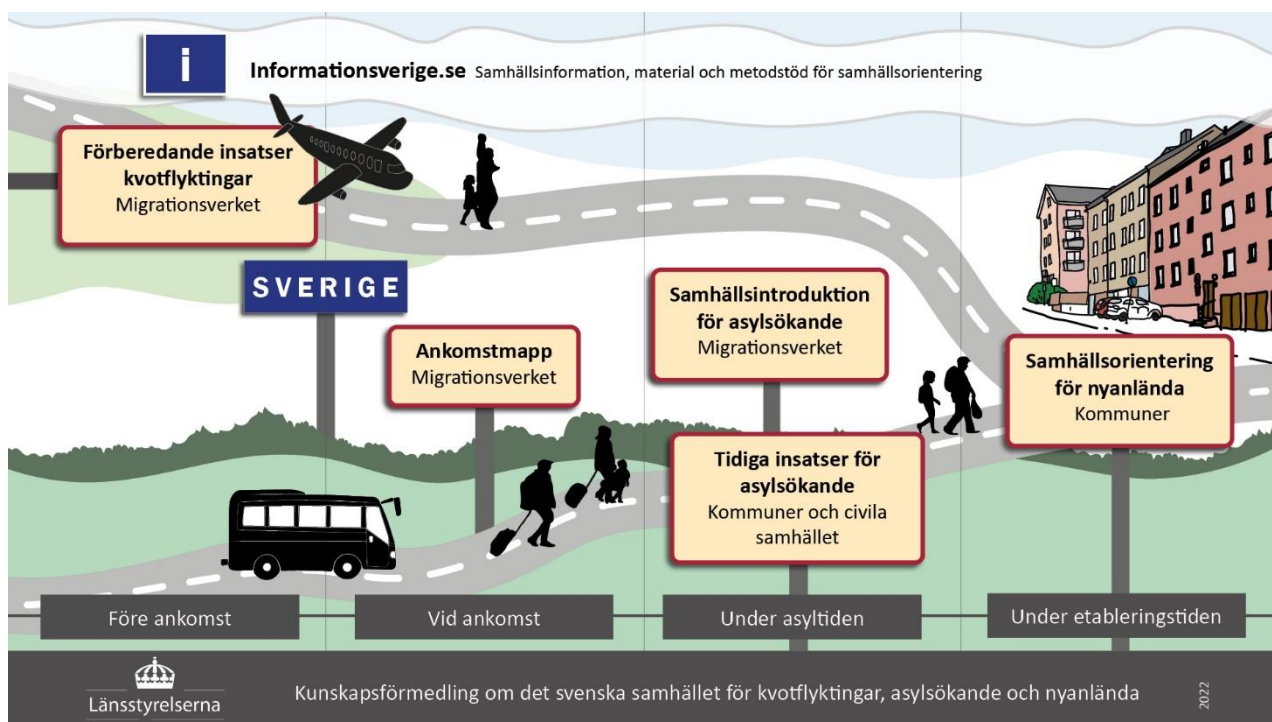 i
Informationsverige.se Samhällsinformation, material och metodstöd för samhällsorientering
Förberedande insatser
kvotflyktingar
Migrationsverket
SVERIGE
Ankomstmapp
Migrationsverket
Samhällsintroduktion
för asylsökande
Migrationsverket
Tidiga insatser för
asylsökande
Kommuner och civila
samhället
Samhällsorientering
för nyanlända
Kommuner
Före ankomst
Vid ankomst
Under asyltiden
Under etableringstiden
Länsstyrelserna
Kunskapsförmedling om det svenska samhället för kvotflyktingar, asylsökande och nyanlända
2022